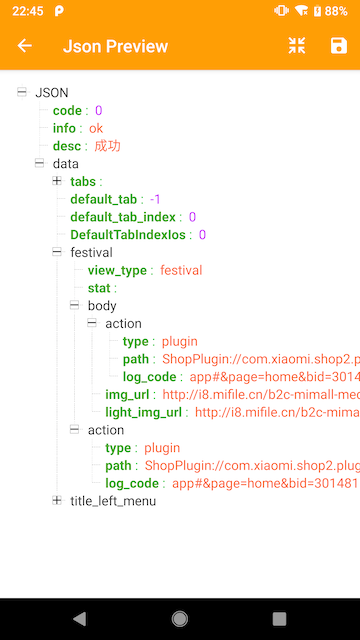 22:45 88%
Json Preview
JSON
code : 0
info : ok
desc : 成功
data
tabs :
default_tab : -1
default_tab_index : 0
DefaultTabIndexIos : 0
festival
view_type : festival
stat :
body
action
type : plugin
path : ShopPlugin://com.xiaomi.shop2.p
log_code : app#&page=home&bid=3014
img_url : http://i8.mifile.cn/b2c-mimall-med
light_img_url : http://i8.mifile.cn/b2c-mima
action
type : plugin
path : ShopPlugin://com.xiaomi.shop2.plug
log_code : app#&page=home&bid=301481
title_left_menu